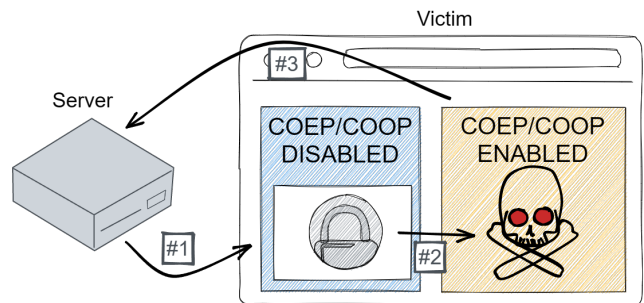 Victim
#3
Server
COEP/COOP
DISABLED
COEP/COOP
ENABLED
#1
#2